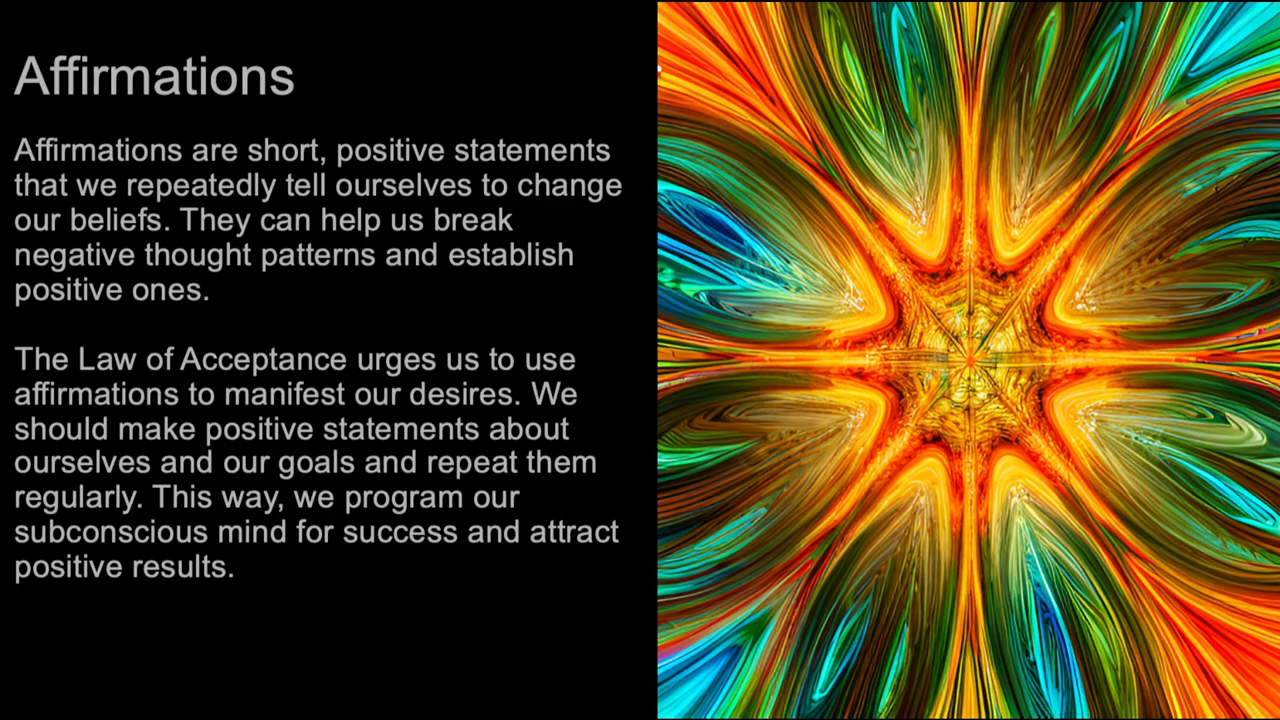 Affirmations
Affirmations are short, positive statements
that we repeatedly tell ourselves to change
our beliefs. They can help us break
negative thought patterns and establish
positive ones.
The Law of Acceptance urges us to use
affirmations to manifest our desires. We
should make positive statements about
ourselves and our goals and repeat them
regularly. This way, we program our
subconscious mind for success and attract
positive results.